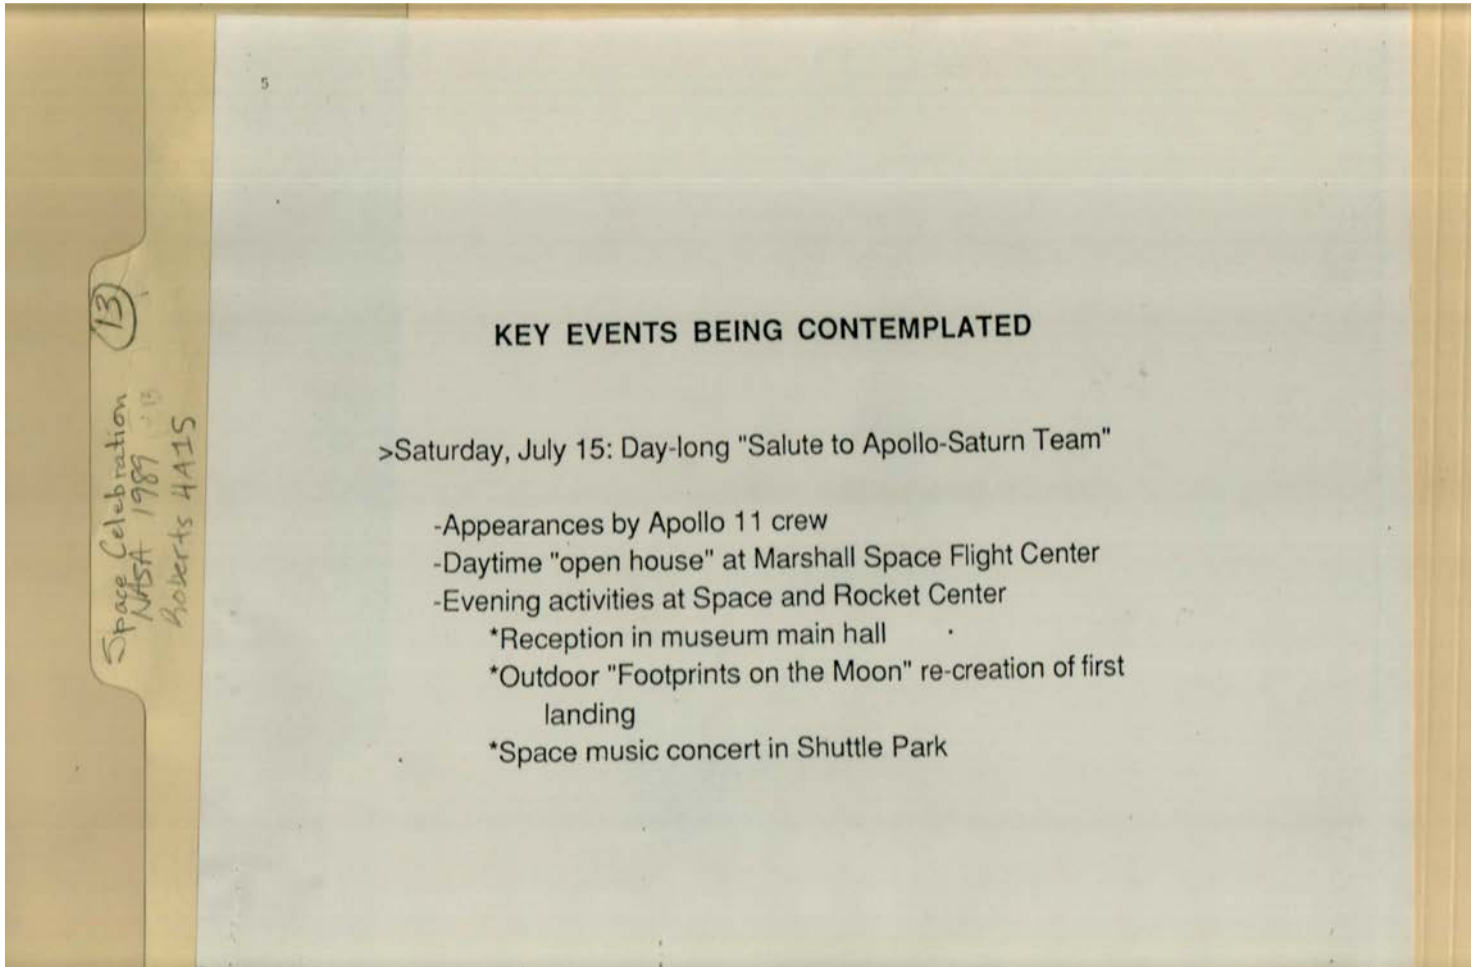 5
KEY EVENTS BEING CONTEMPLATED
>Saturday, July 15: Day-long "Salute to Apollo-Saturn Team"
-Appearances by Apollo 11 crew
-Daytime "open house" at Marshall Space Flight Center
-Evening activities at Space and Rocket Center
*Reception in museum main hall
*Outdoor "Footprints on the Moon" re-creation of first
landing
*Space music concert in Shuttle Park
Space Celebration (13)
NASA 1989
Roberts 4A15